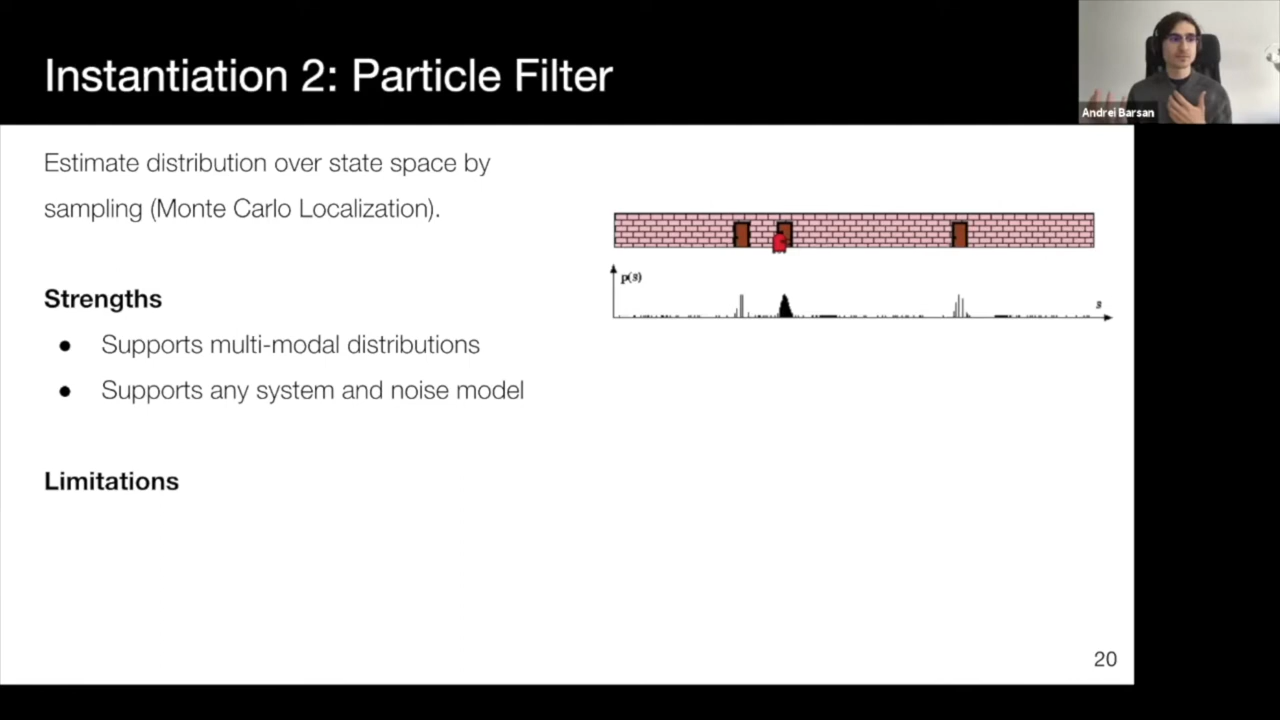 Instantiation 2: Particle Filter
Andrei Barsan
Estimate distribution over state space by
sampling (Monte Carlo Localization).
p(s)
s
Strengths
● Supports multi-modal distributions
● Supports any system and noise model
Limitations
20